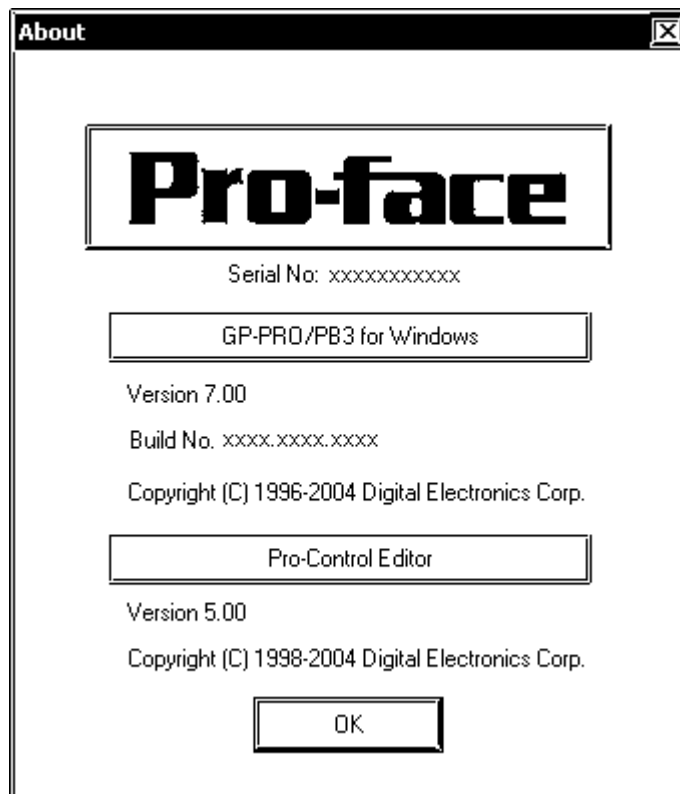 About
Pro-face
Serial No: xxxxxxxxxxx
GP-PRO/PB3 for Windows
Version 7.00
Build No. xxxx.xxxx.xxxx
Copyright (C) 1996-2004 Digital Electronics Corp.
Pro-Control Editor
Version 5.00
Copyright (C) 1998-2004 Digital Electronics Corp.
OK